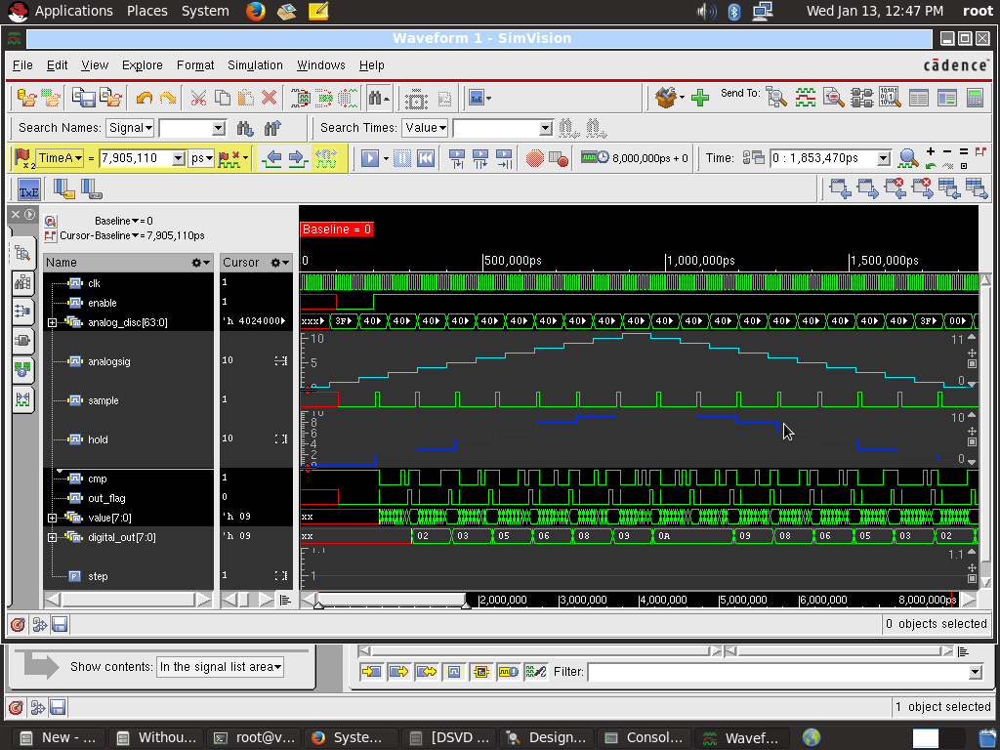 Applications Places System Wed Jan 13, 12:47 PM root
Waveform 1 - SimVision
File Edit View Explore Format Simulation Windows Help cādence
Send To:
Search Names: Signal Search Times: Value
x2 TimeA = 7,905,110 ps 8,000,000ps + 0 Time: 0 : 1,853,470ps
TxE
Baseline = 0
Cursor-Baseline = 7,905,110ps
Baseline = 0
Name Cursor 0 500,000ps 1,000,000ps 1,500,000ps
clk 1
enable 1
analog_disc[63:0] 'h 4024000 xxx 3F 40 40 40 40 40 40 40 40 40 40 40 40 40 40 40 40 40 40 40 40 3F 00
analogsig 10 10 5 0 11 0
sample 1
hold 10 10 8 6 4 2 0 10 0
cmp 1
out_flag 0
value[7:0] 'h 09 xx
digital_out[7:0] 'h 09 xx 02 03 05 06 08 09 0A 09 08 06 05 03 02
step 1 1.1 1 1.1
2,000,000 3,000,000 4,000,000 5,000,000 6,000,000 8,000,000ps
0 objects selected
Show contents: In the signal list area Filter:
1 object selected
New - ... Withou... root@v... Syste... [DSVD ... Design... Consol... Wavef...